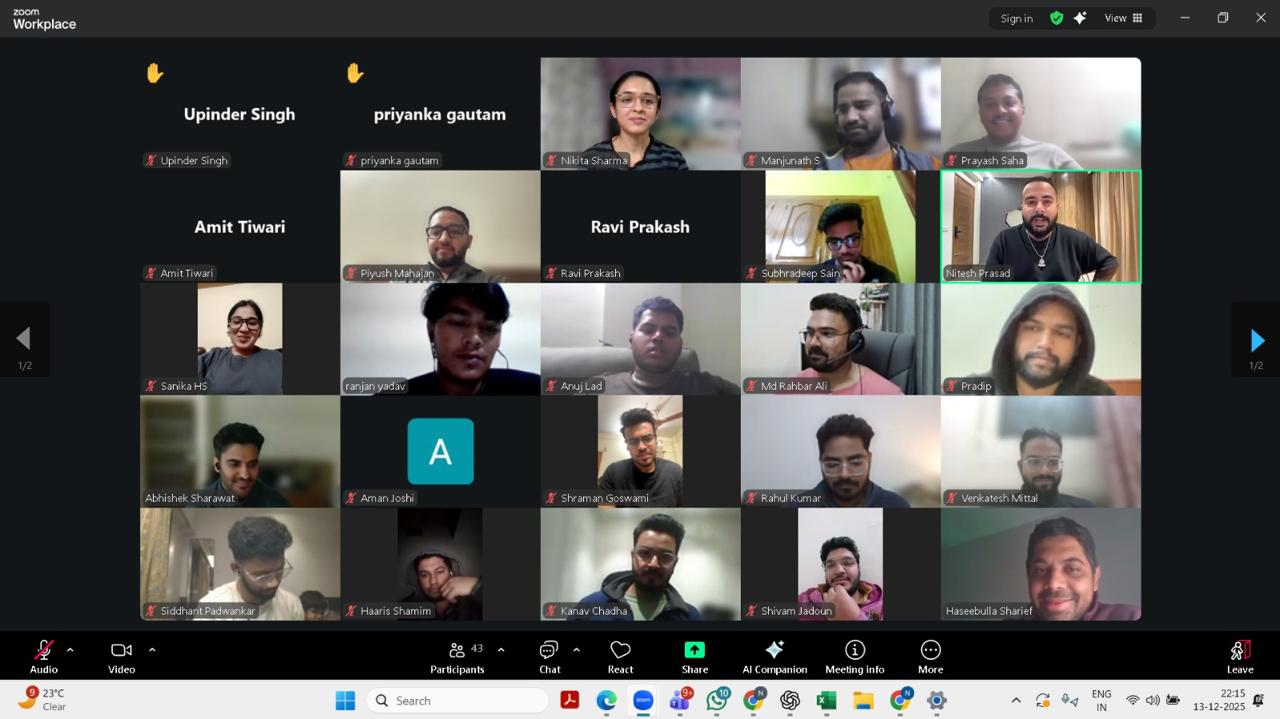 zoom
Workplace
Sign in
View
Upinder Singh
Upinder Singh
priyanka gautam
priyanka gautam
Nikita Sharma
Manjunath S
Prayash Saha
Amit Tiwari
Amit Tiwari
Piyush Mahajan
Ravi Prakash
Ravi Prakash
Subhradeep Sain
Nitesh Prasad
Sanika HS
ranjan yadav
Anuj Lad
Md Rahbar Ali
Pradip
1/2
1/2
Abhishek Sharawat
A
Aman Joshi
Shraman Goswami
Rahul Kumar
Venkatesh Mittal
Siddhant Padwankar
Haaris Shamim
Kanav Chadha
Shivam Jadoun
Haseebulla Sharief
Audio
Video
43
Participants
Chat
React
Share
AI Companion
Meeting info
More
Leave
9
23°C
Clear
Search
zoom
9+
10
N
N
ENG
IN
22:15
13-12-2025